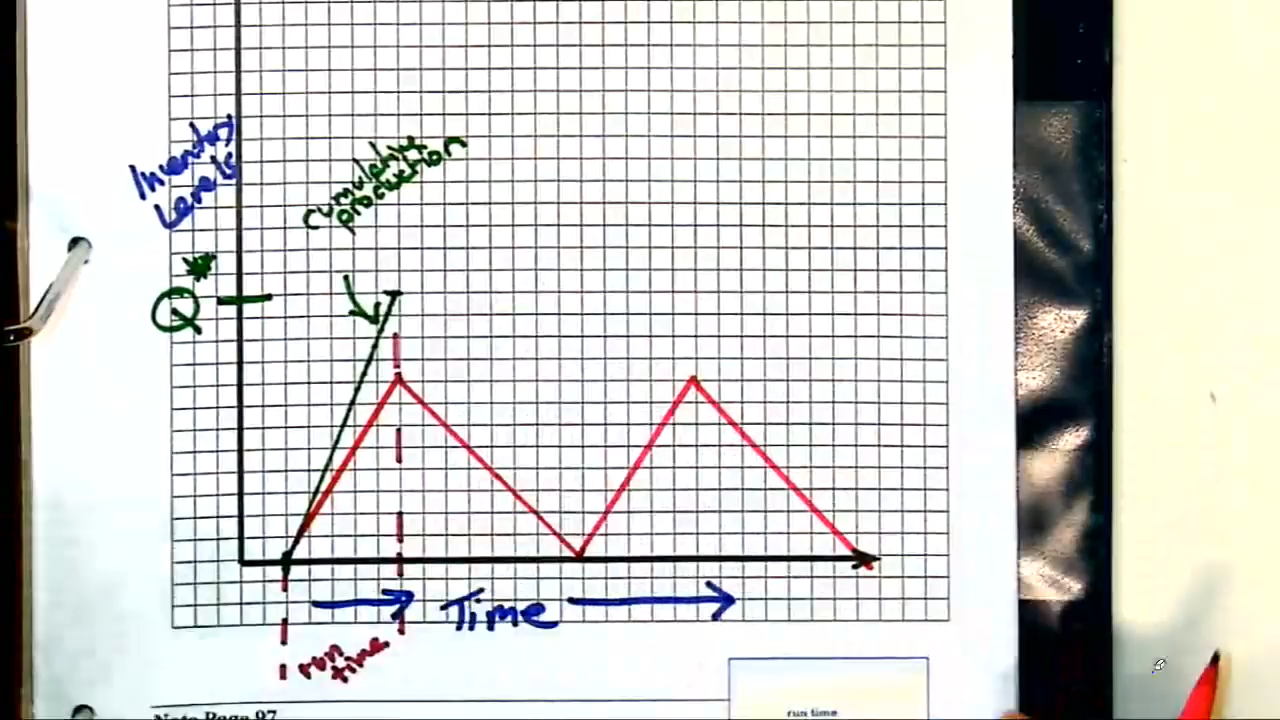 Inventory
Levels
cumulative
production
Q*
Time
run
time
Note Page 97
run time